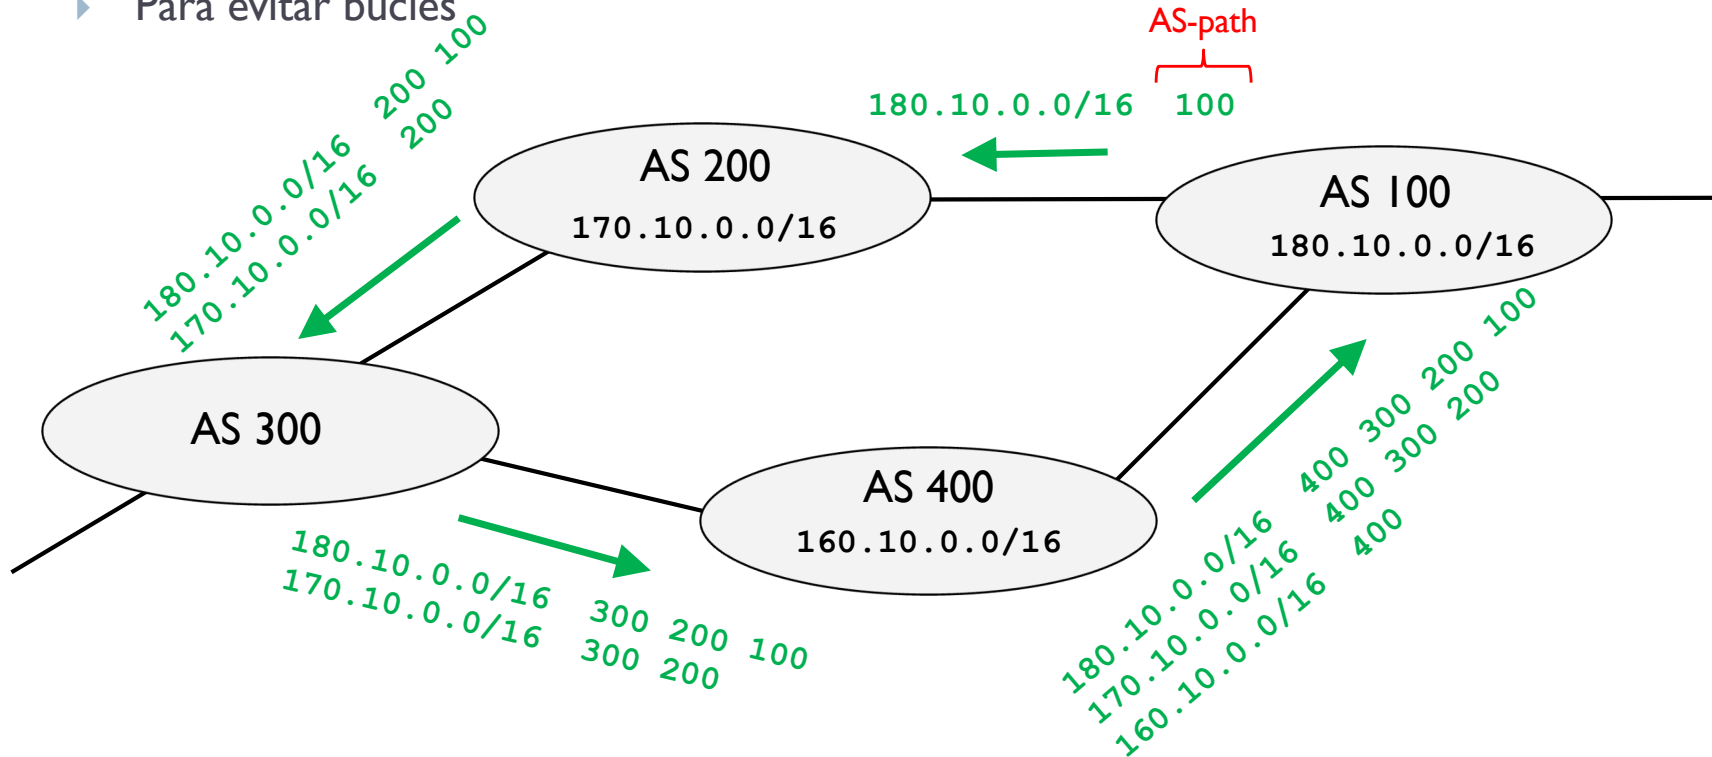 Para evitar bucles
AS-path
180.10.0.0/16 100
180.10.0.0/16 200 100
170.10.0.0/16 200
AS 200
170.10.0.0/16
AS 100
180.10.0.0/16
AS 300
AS 400
160.10.0.0/16
180.10.0.0/16 300 200 100
170.10.0.0/16 300 200
180.10.0.0/16 400 300 200 100
170.10.0.0/16 400 300 200
160.10.0.0/16 400